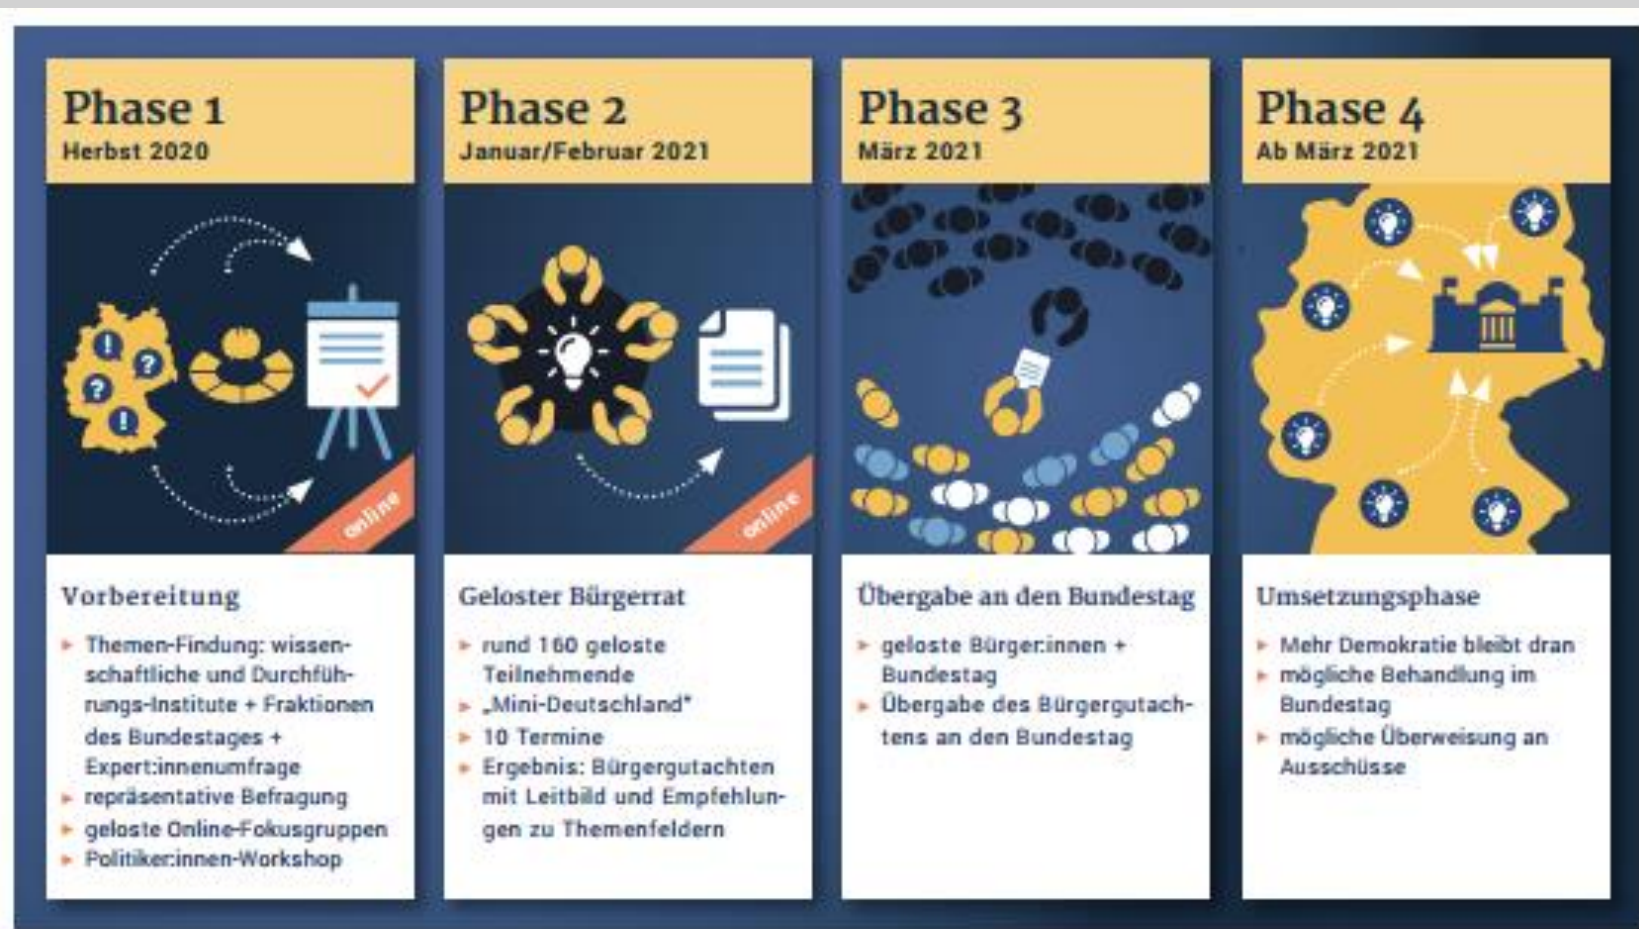 Phase 1
Herbst 2020
online
Vorbereitung
▸ Themen-Findung: wissen-
schaftliche und Durchfüh-
rungs-Institute + Fraktionen
des Bundestages +
Expert:innenumfrage
▸ repräsentative Befragung
▸ geloste Online-Fokusgruppen
▸ Politiker:innen-Workshop
Phase 2
Januar/Februar 2021
online
Geloster Bürgerrat
▸ rund 160 geloste
Teilnehmende
▸ „Mini-Deutschland“
▸ 10 Termine
▸ Ergebnis: Bürgergutachten
mit Leitbild und Empfehlun-
gen zu Themenfeldern
Phase 3
März 2021
Übergabe an den Bundestag
▸ geloste Bürger:innen +
Bundestag
▸ Übergabe des Bürgergutach-
tens an den Bundestag
Phase 4
Ab März 2021
Umsetzungsphase
▸ Mehr Demokratie bleibt dran
▸ mögliche Behandlung im
Bundestag
▸ mögliche Überweisung an
Ausschüsse